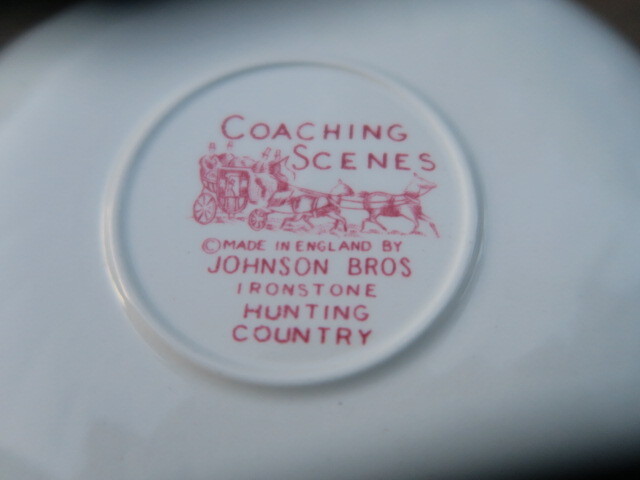 COACHING
SCENES
©MADE IN ENGLAND BY
JOHNSON BROS
IRONSTONE
HUNTING
COUNTRY